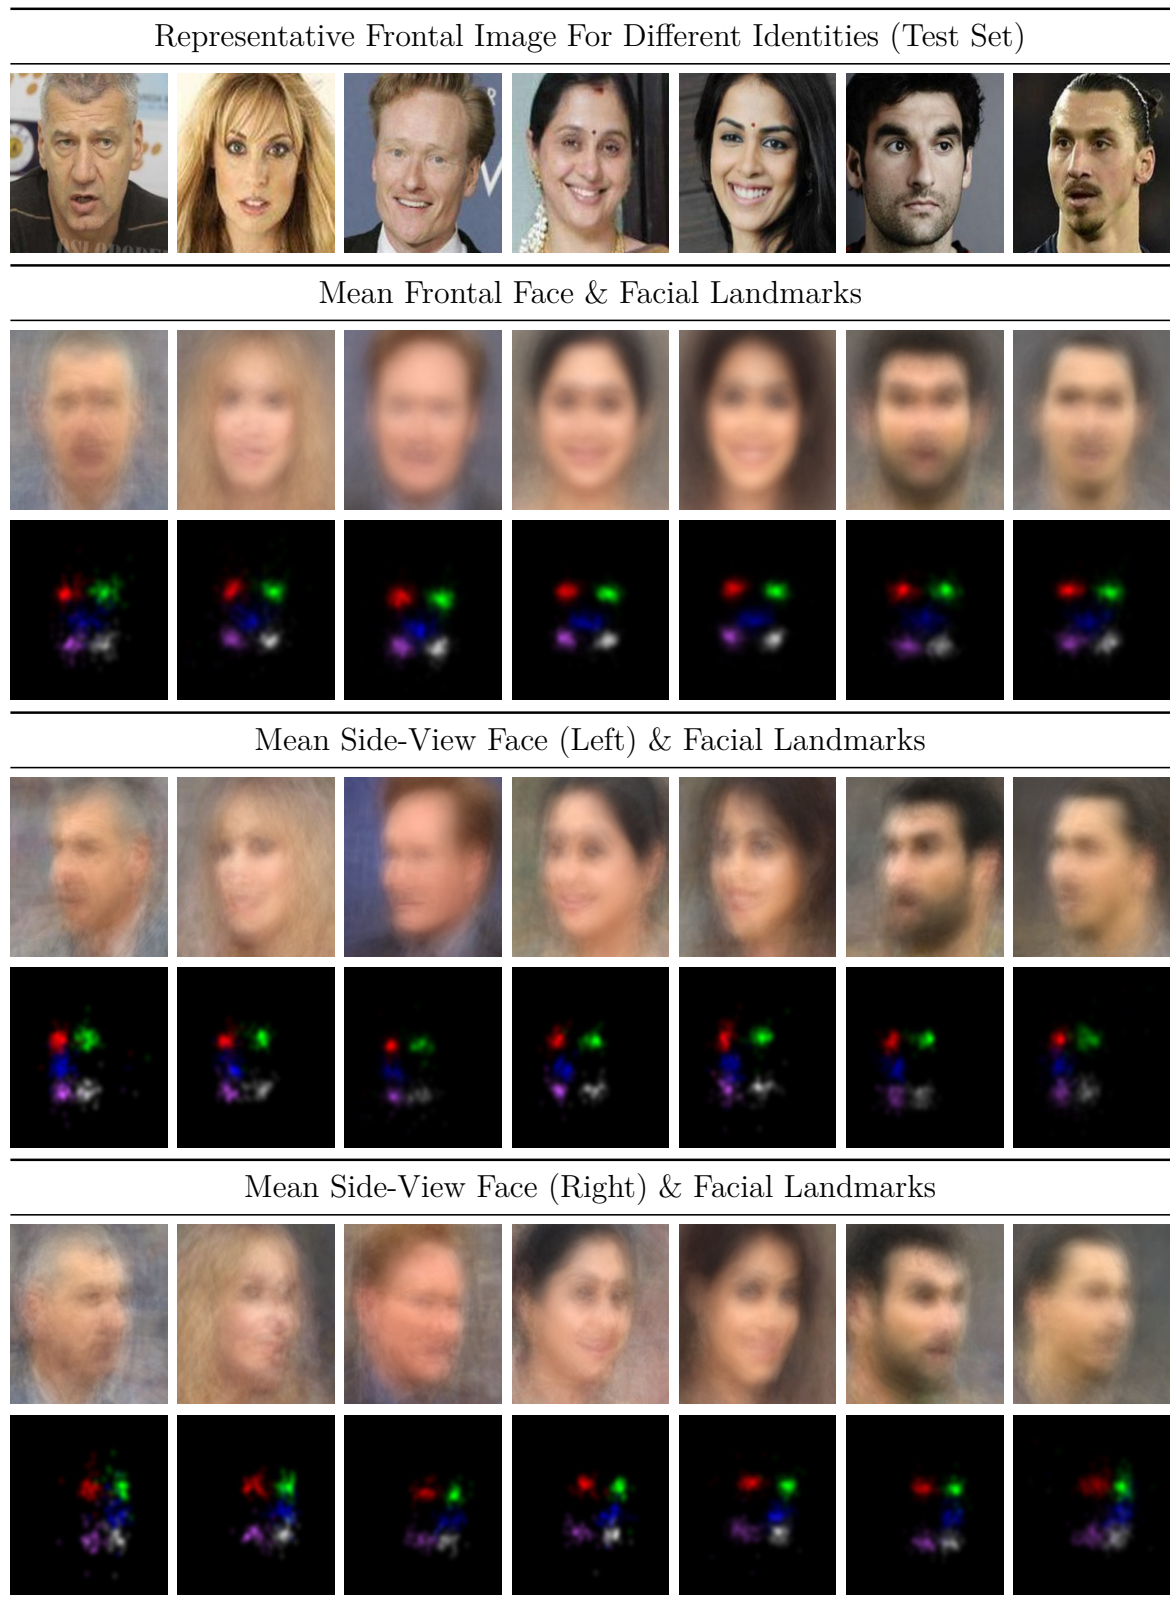 Representative Frontal Image For Different Identities (Test Set)
R
Mean Frontal Face & Facial Landmarks
Mean Side-View Face (Left) & Facial Landmarks
Mean Side-View Face (Right) & Facial Landmarks